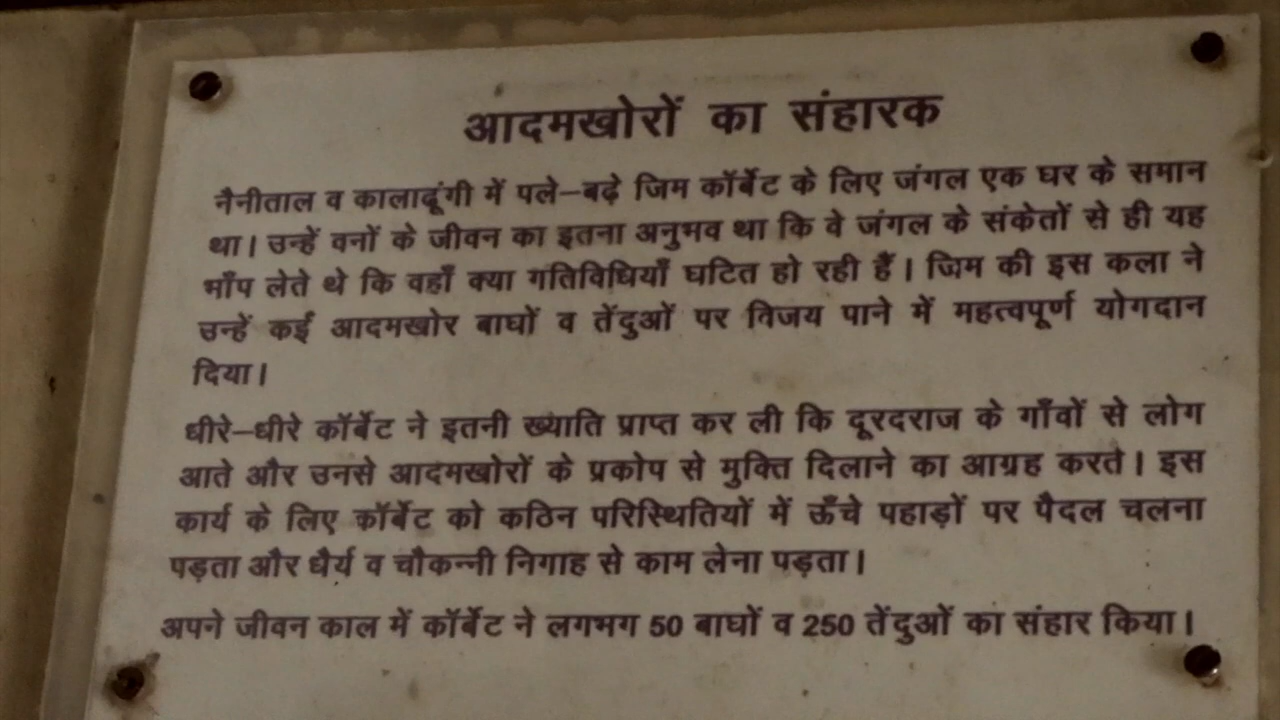 आदमखोरों का संहारक
नैनीताल व कालाढूंगी में पले–बढ़े जिम कॉर्बेट के लिए जंगल एक घर के समान
था। उन्हें वनों के जीवन का इतना अनुभव था कि वे जंगल के संकेतों से ही यह
भाँप लेते थे कि वहाँ क्या गतिविधियाँ घटित हो रही हैं। जिम की इस कला ने
उन्हें कई आदमखोर बाघों व तेंदुओं पर विजय पाने में महत्वपूर्ण योगदान
दिया।
धीरे–धीरे कॉर्बेट ने इतनी ख्याति प्राप्त कर ली कि दूरदराज के गाँवों से लोग
आते और उनसे आदमखोरों के प्रकोप से मुक्ति दिलाने का आग्रह करते। इस
कार्य के लिए कॉर्बेट को कठिन परिस्थितियों में ऊँचे पहाड़ों पर पैदल चलना
पड़ता और धैर्य व चौकन्नी निगाह से काम लेना पड़ता।
अपने जीवन काल में कॉर्बेट ने लगभग 50 बाघों व 250 तेंदुओं का संहार किया।